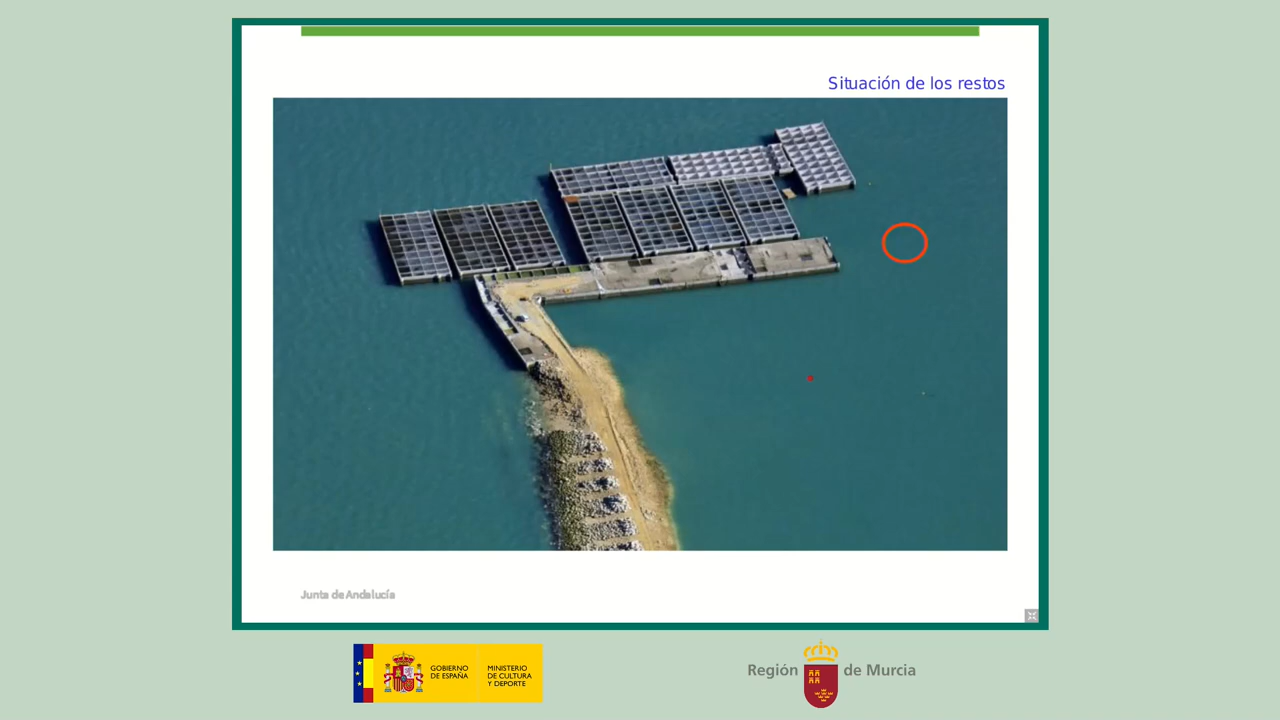 Situación de los restos
Junta de Andalucía
GOBIERNO
DE ESPAÑA
MINISTERIO
DE CULTURA
Y DEPORTE
Región de Murcia